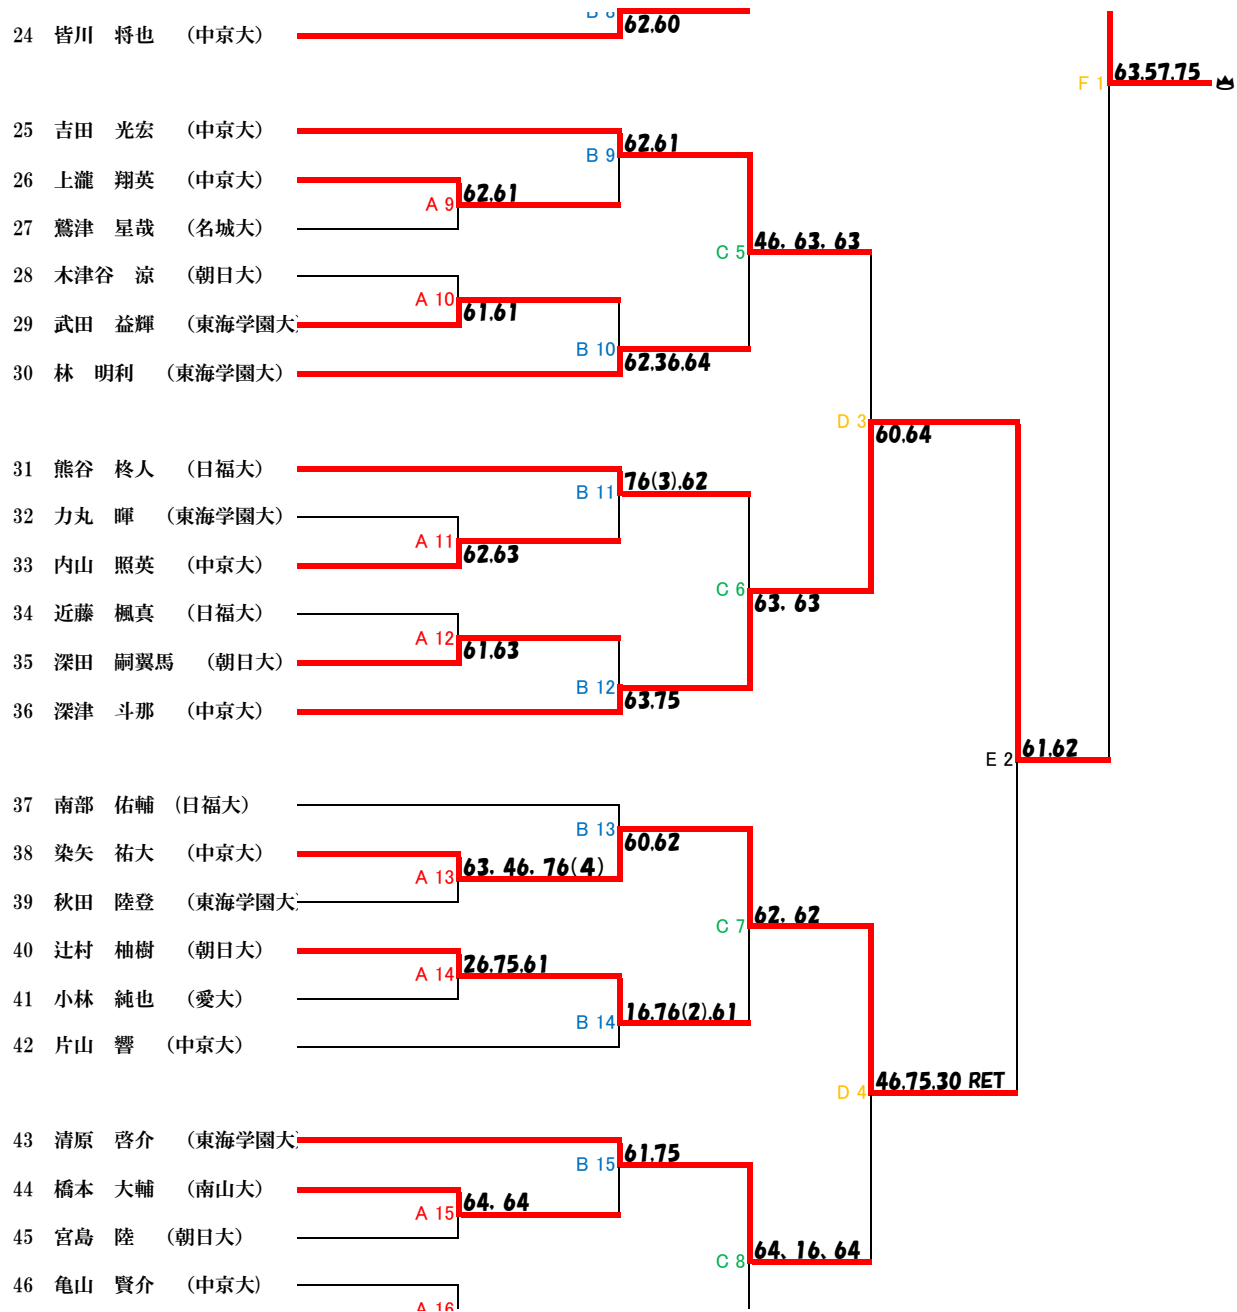 B 8
62.60
24 皆川 将也 (中京大)
F 1 63.57.75
25 吉田 光宏 (中京大)
B 9 62.61
26 上瀧 翔英 (中京大)
A 9 62.61
27 鷲津 星哉 (名城大)
C 5 46. 63. 63
28 木津谷 涼 (朝日大)
A 10 61.61
29 武田 益輝 (東海学園大)
B 10 62.36.64
30 林 明利 (東海学園大)
D 3 60.64
31 熊谷 柊人 (日福大)
B 11 76(3).62
32 力丸 暉 (東海学園大)
A 11 62.63
33 内山 照英 (中京大)
C 6 63. 63
34 近藤 楓真 (日福大)
A 12 61.63
35 深田 嗣翼馬 (朝日大)
B 12 63.75
36 深津 斗那 (中京大)
E 2 61.62
37 南部 佑輔 (日福大)
B 13 60.62
38 染矢 祐大 (中京大)
A 13 63. 46. 76(4)
39 秋田 陸登 (東海学園大)
C 7 62. 62
40 辻村 柚樹 (朝日大)
A 14 26.75.61
41 小林 純也 (愛大)
B 14 16.76(2).61
42 片山 響 (中京大)
D 4 46.75.30 RET
43 清原 啓介 (東海学園大)
B 15 61.75
44 橋本 大輔 (南山大)
A 15 64. 64
45 宮島 陸 (朝日大)
C 8 64、16、64
46 亀山 賢介 (中京大)
A 16